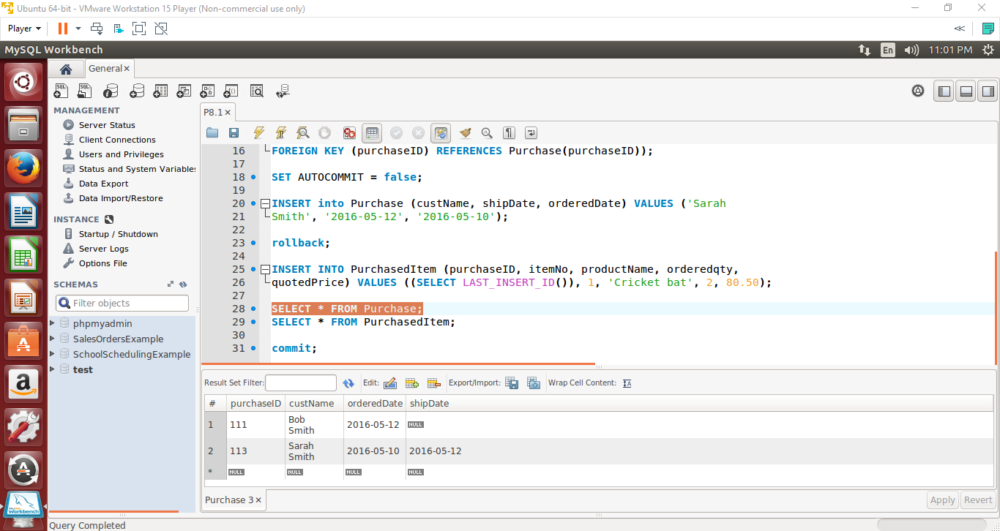 Ubuntu 64-bit - VMware Workstation 15 Player (Non-commercial use only)
Player
MySQL Workbench
En
11:01 PM
General
P8.1
MANAGEMENT
Server Status
Client Connections
Users and Privileges
Status and System Variables
Data Export
Data Import/Restore
INSTANCE
Startup / Shutdown
Server Logs
Options File
SCHEMAS
Filter objects
phpmyadmin
SalesOrdersExample
SchoolSchedulingExample
test
16 FOREIGN KEY (purchaseID) REFERENCES Purchase(purchaseID));
17
18 SET AUTOCOMMIT = false;
19
20 INSERT into Purchase (custName, shipDate, orderedDate) VALUES ('Sarah
21 Smith', '2016-05-12', '2016-05-10');
22
23 rollback;
24
25 INSERT INTO PurchasedItem (purchaseID, itemNo, productName, orderedqty,
26 quotedPrice) VALUES ((SELECT LAST_INSERT_ID()), 1, 'Cricket bat', 2, 80.50);
27
28 SELECT * FROM Purchase;
29 SELECT * FROM PurchasedItem;
30
31 commit;
Result Set Filter: Edit: Export/Import: Wrap Cell Content:
# purchaseID custName orderedDate shipDate
1 111 Bob Smith 2016-05-12 NULL
2 113 Sarah Smith 2016-05-10 2016-05-12
* NULL NULL NULL NULL
Purchase 3
Apply Revert
Query Completed